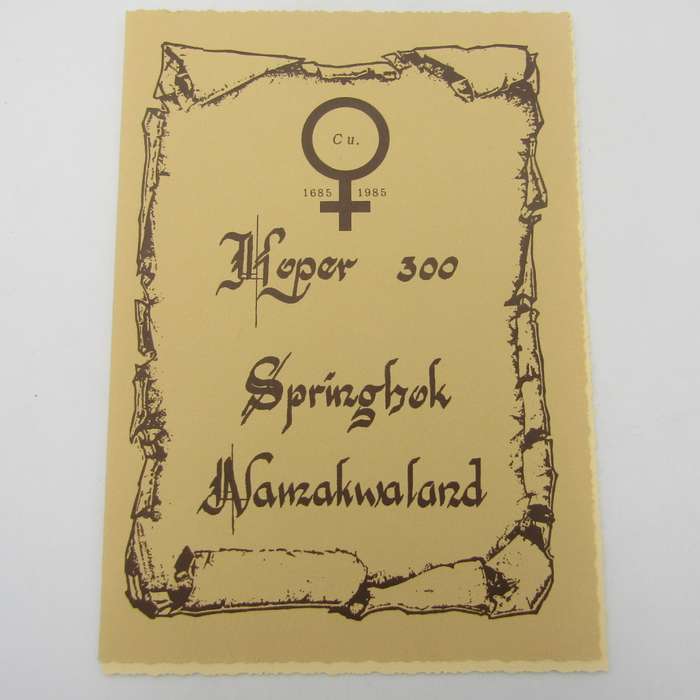 Cu.
1685 1985
Koper 300
Springbok
Namakwaland